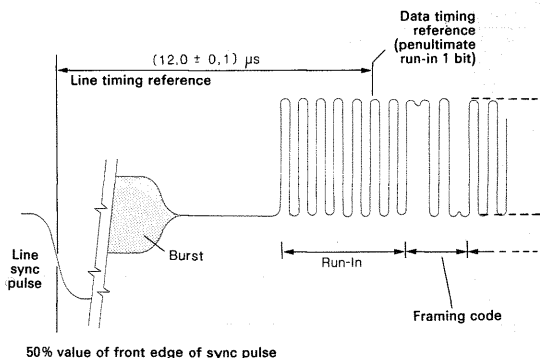 Data timing
reference
(penultimate
run-in 1 bit)
(12,0 ± 0,1) µs
Line timing reference
Line
sync
pulse
Burst
Run-In
Framing code
50% value of front edge of sync pulse